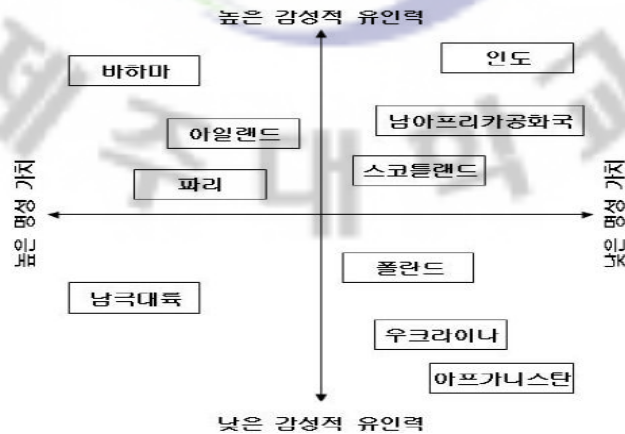 높은 감성적 유인력
인도
바하마
남아프리카공화국
아일랜드
스코틀랜드
파리
높은 명성 가치
낮은 명성 가치
폴란드
남극대륙
우크라이나
아프가니스탄
낮은 감성적 유인력